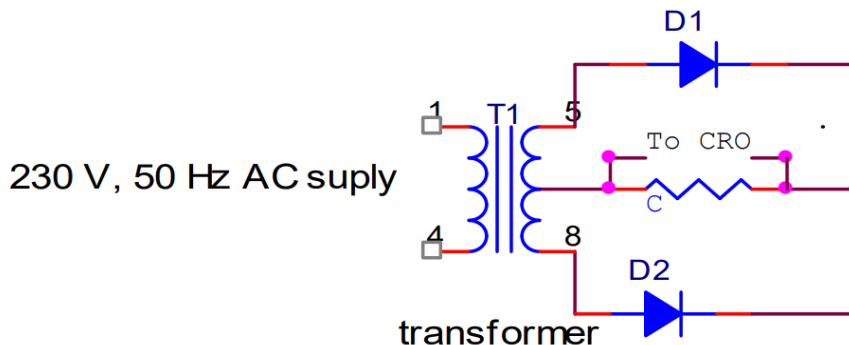 D1
1 T1 5
To CRO
230 V, 50 Hz AC suply
C
4 8
D2
transformer